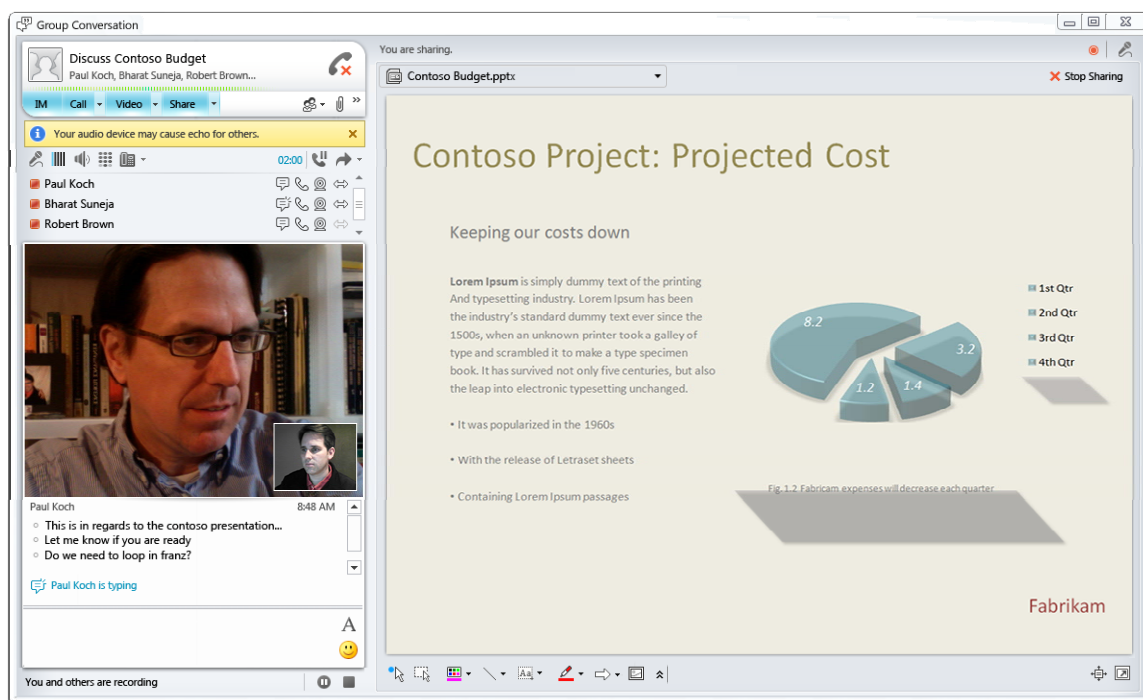 Group Conversation
Discuss Contoso Budget
Paul Koch, Bharat Suneja, Robert Brown...
IM Call Video Share
Your audio device may cause echo for others.
02:00
Paul Koch
Bharat Suneja
Robert Brown
Paul Koch 8:48 AM
This is in regards to the contoso presentation...
Let me know if you are ready
Do we need to loop in franz?
Paul Koch is typing
A
You and others are recording
You are sharing.
Contoso Budget.pptx
Stop Sharing
Contoso Project: Projected Cost
Keeping our costs down
Lorem Ipsum is simply dummy text of the printing
And typesetting industry. Lorem Ipsum has been
the industry's standard dummy text ever since the
1500s, when an unknown printer took a galley of
type and scrambled it to make a type specimen
book. It has survived not only five centuries, but also
the leap into electronic typesetting unchanged.
• It was popularized in the 1960s
• With the release of Letraset sheets
• Containing Lorem Ipsum passages
8.2
3.2
1.2
1.4
1st Qtr
2nd Qtr
3rd Qtr
4th Qtr
Fig. 1.2 Fabricam expenses will decrease each quarter
Fabrikam
Aa